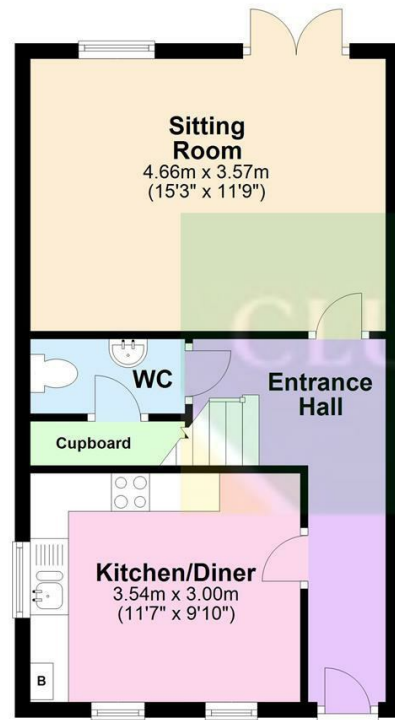 Sitting
Room
4.66m x 3.57m
(15'3" x 11'9")
CLU
WC
Entrance
Hall
Cupboard
Kitchen/Diner
3.54m x 3.00m
(11'7" x 9'10")
B